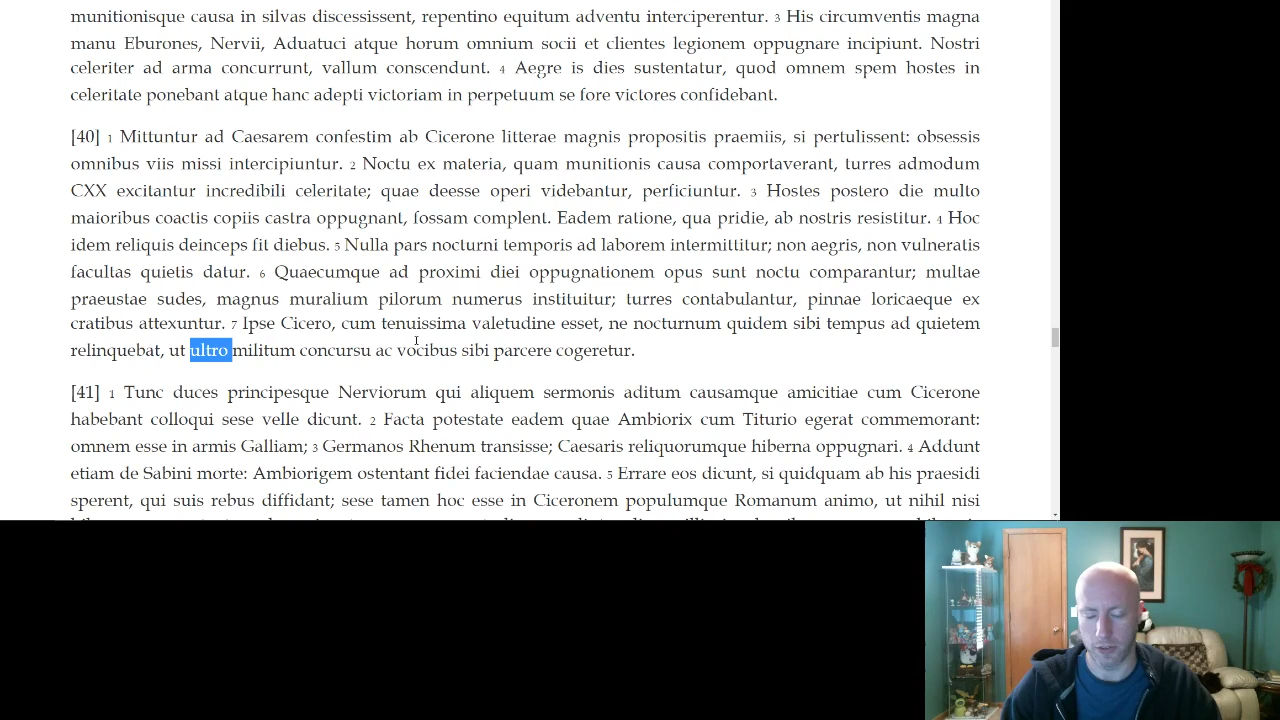 munitionisque causa in silvas discessissent, repentino equitum adventu interciperentur. 3 His circumventis magna
manu Eburones, Nervii, Aduatuci atque horum omnium socii et clientes legionem oppugnare incipiunt. Nostri
celeriter ad arma concurrunt, vallum conscendunt. 4 Aegre is dies sustentatur, quod omnem spem hostes in
celeritate ponebant atque hanc adepti victoriam in perpetuum se fore victores confidebant.
[40] 1 Mittuntur ad Caesarem confestim ab Cicerone litterae magnis propositis praemiis, si pertulissent: obsessis
omnibus viis missi intercipiuntur. 2 Noctu ex materia, quam munitionis causa comportaverant, turres admodum
CXX excitantur incredibili celeritate; quae deesse operi videbantur, perficiuntur. 3 Hostes postero die multo
maioribus coactis copiis castra oppugnant, fossam complent. Eadem ratione, qua pridie, ab nostris resistitur. 4 Hoc
idem reliquis deinceps fit diebus. 5 Nulla pars nocturni temporis ad laborem intermittitur; non aegris, non vulneratis
facultas quietis datur. 6 Quaecumque ad proximi diei oppugnationem opus sunt noctu comparantur; multae
praeustae sudes, magnus muralium pilorum numerus instituitur; turres contabulantur, pinnae loricaeque ex
cratibus attexuntur. 7 Ipse Cicero, cum tenuissima valetudine esset, ne nocturnum quidem sibi tempus ad quietem
relinquebat, ut ultro militum concursu ac vocibus sibi parcere cogeretur.
[41] 1 Tunc duces principesque Nerviorum qui aliquem sermonis aditum causamque amicitiae cum Cicerone
habebant colloqui sese velle dicunt. 2 Facta potestate eadem quae Ambiorix cum Titurio egerat commemorant:
omnem esse in armis Galliam; 3 Germanos Rhenum transisse; Caesaris reliquorumque hiberna oppugnari. 4 Addunt
etiam de Sabini morte: Ambiorigem ostentant fidei faciendae causa. 5 Errare eos dicunt, si quidquam ab his praesidi
sperent, qui suis rebus diffidant; sese tamen hoc esse in Ciceronem populumque Romanum animo, ut nihil nisi